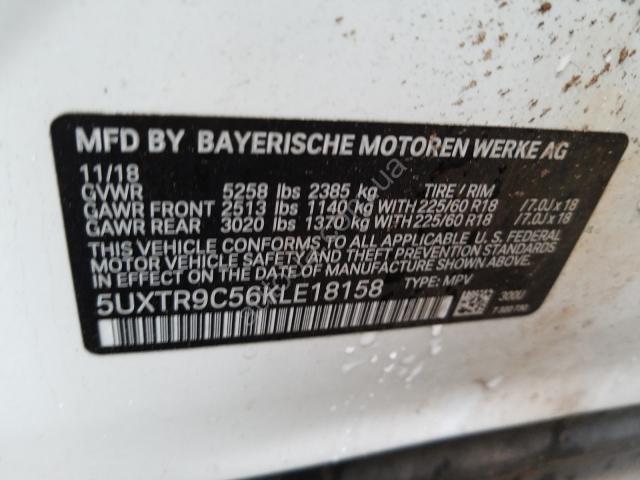 MFD BY BAYERISCHE MOTOREN WERKE AG
11/18
GVWR 5258 lbs 2385 kg TIRE / RIM
GAWR FRONT 2513 lbs 1140 kg WITH 225/60 R18 /7.0J x 18
GAWR REAR 3020 lbs 1370 kg WITH 225/60 R18 /7.0J x 18
THIS VEHICLE CONFORMS TO ALL APPLICABLE U.S. FEDERAL
MOTOR VEHICLE SAFETY AND THEFT PREVENTION STANDARDS
IN EFFECT ON THE DATE OF MANUFACTURE SHOWN ABOVE.
5UXTR9C56KLE18158 TYPE: MPV
300U